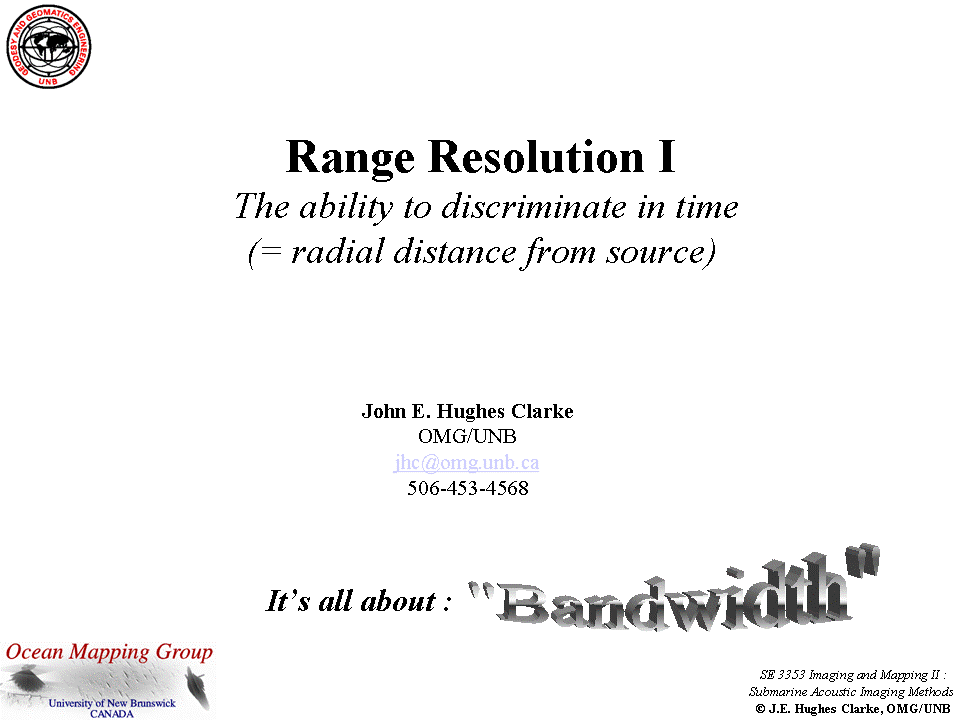 GEODESY AND GEOMATICS ENGINEERING
UNB
Range Resolution I
The ability to discriminate in time
(= radial distance from source)
John E. Hughes Clarke
OMG/UNB
jhc@omg.unb.ca
506-453-4568
It's all about : "Bandwidth"
Ocean Mapping Group
University of New Brunswick
CANADA
SE 3353 Imaging and Mapping II :
Submarine Acoustic Imaging Methods
© J.E. Hughes Clarke, OMG/UNB